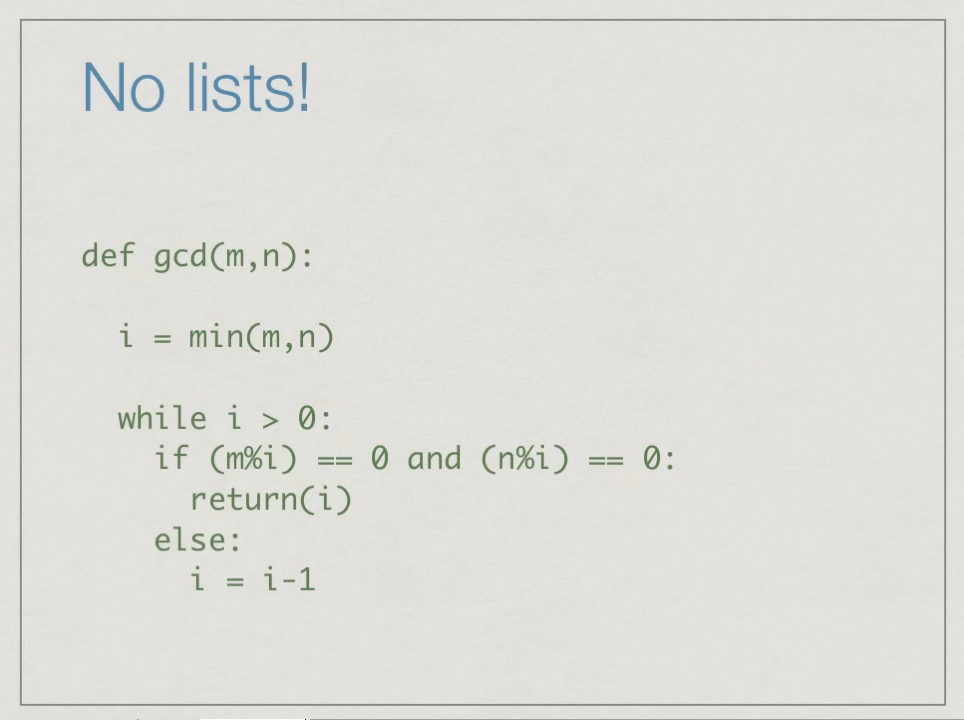 No lists!
def gcd(m,n):
i = min(m,n)
while i > 0:
if (m%i) == 0 and (n%i) == 0:
return(i)
else:
i = i-1